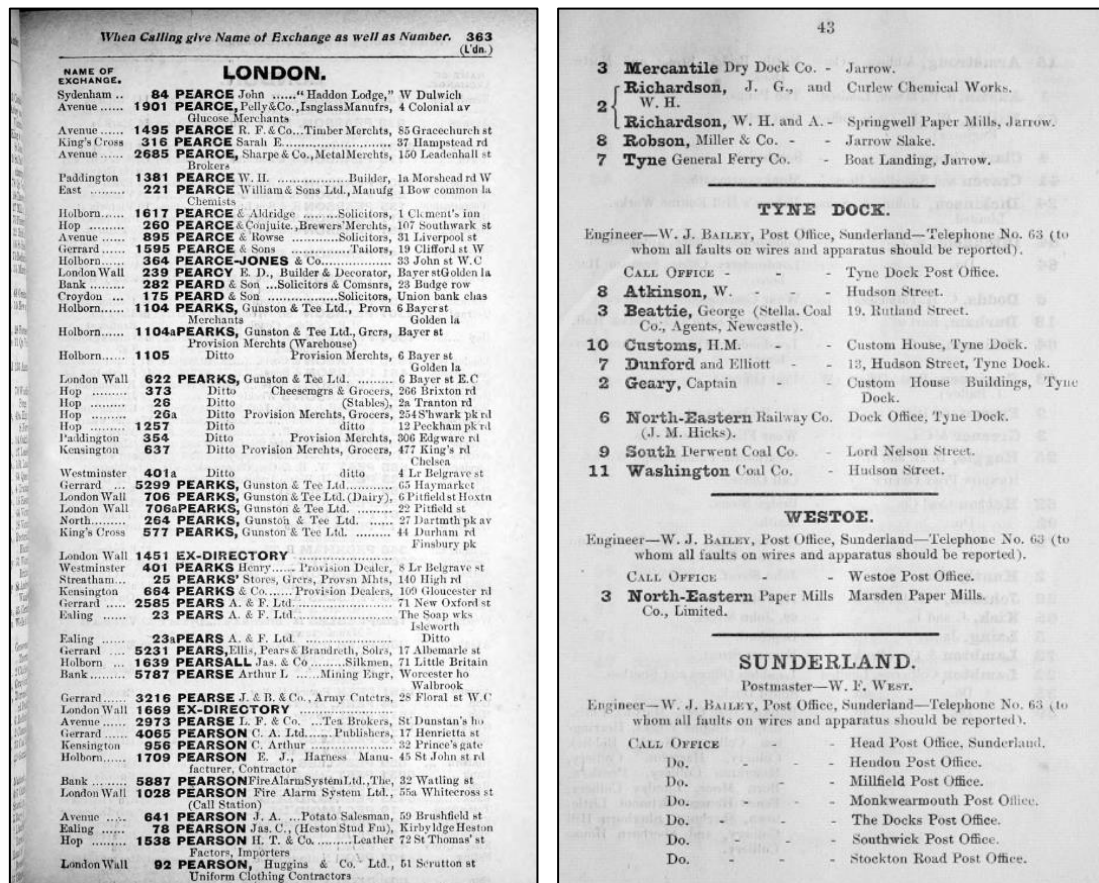 When Calling give Name of Exchange as well as Number. 363
(L'dn.)
NAME OF
EXCHANGE.
LONDON.
Sydenham .. 84 PEARCE John ......"Haddon Lodge," W Dulwich
Avenue ...... 1901 PEARCE, Pelly & Co., Isnglass Manufrs, 4 Colonial av
Glucose Merchants
Avenue ...... 1495 PEARCE R. F. & Co...Timber Merchts, 85 Gracechurch st
King's Cross 316 PEARCE Sarah E. .................. 37 Hampstead rd
Avenue ...... 2685 PEARCE, Sharpe & Co., Metal Merchts, 150 Leadenhall st
Brokers
Paddington 1381 PEARCE W. H. ..................Builder, 1a Morshead rd W
East ......... 221 PEARCE William & Sons Ltd., Manufg 1 Bow common la
Chemists
Holborn...... 1617 PEARCE & Aldridge .........Solicitors, 1 Clement's inn
Hop ......... 260 PEARCE & Conjuite., Brewers' Merchts, 107 Southwark st
Avenue ...... 895 PEARCE & Rowse ............Solicitors, 31 Liverpool st
Gerrard ...... 1595 PEARCE & Sons ..................Tailors, 19 Clifford st W
Holborn...... 364 PEARCE-JONES & Co............. 33 John st W.C
London Wall 239 PEARCY E. D., Builder & Decorator, Bayer st Golden la
Bank ......... 282 PEARD & Son ...Solicitors & Comsnrs, 23 Budge row
Croydon ... 175 PEARD & Son ..................Solicitors, Union bank chas
Holborn...... 1104 PEARKS, Gunston & Tee Ltd., Provn 6 Bayer st
Merchants Golden la
Holborn...... 1104a PEARKS, Gunston & Tee Ltd., Grcrs, Bayer st
Provision Merchts (Warehouse)
Holborn...... 1105 Ditto Provision Merchts, 6 Bayer st
Golden la
London Wall 622 PEARKS, Gunston & Tee Ltd. ......... 6 Bayer st E.C
Hop ......... 373 Ditto Cheesemgrs & Grocers, 266 Brixton rd
Hop ......... 26 Ditto (Stables), 2a Tranton rd
Hop ......... 26a Ditto Provision Merchts, Grocers, 254 S'hwark pk rd
Hop ......... 1257 Ditto ditto 12 Peckham pk rd
Paddington 354 Ditto Provision Merchts, 306 Edgware rd
Kensington 637 Ditto Provision Merchts, Grocers, 477 King's rd
Chelsea
Westminster 401a Ditto ditto 4 Lr Belgrave st
Gerrard ... 5299 PEARKS, Gunston & Tee Ltd............ 65 Haymarket
London Wall 706 PEARKS, Gunston & Tee Ltd. (Dairy), 6 Pitfield st Hoxtn
London Wall 706a PEARKS, Gunston & Tee Ltd. ......... 22 Pitfield st
North......... 264 PEARKS, Gunston & Tee Ltd. ...... 27 Dartmth pk av
King's Cross 577 PEARKS, Gunston & Tee Ltd. ......... 44 Durham rd
Finsbury pk
London Wall 1451 EX-DIRECTORY ........................
Westminster 401 PEARKS Henry......Provision Dealer, 8 Lr Belgrave st
Streatham... 25 PEARKS' Stores, Grcrs, Provsn Mhts, 140 High rd
Kensington 664 PEARKS & Co.......Provision Dealers, 109 Gloucester rd
Gerrard ..... 2585 PEARS A. & F. Ltd..................... 71 New Oxford st
Ealing ...... 23 PEARS A. & F. Ltd..................... The Soap wks
Isleworth
Ealing ...... 23a PEARS A. & F. Ltd. .................. Ditto
Gerrard ...... 5231 PEARS, Ellis, Pears & Brandreth, Solrs, 17 Albemarle st
Holborn ... 1639 PEARSALL Jas. & Co .........Silkmen, 71 Little Britain
Bank ......... 5787 PEARSE Arthur L ......Mining Engr, Worcester ho
Walbrook
Gerrard...... 3216 PEARSE J. & B. & Co., Army Cntctrs, 28 Floral st W.C
London Wall 1669 EX-DIRECTORY ........................
Avenue ...... 2973 PEARSE L. F. & Co. ...Tea Brokers, St Dunstan's ho
Gerrard ...... 4065 PEARSON C. A. Ltd.......Publishers, 17 Henrietta st
Kensington 956 PEARSON C. Arthur .................. 32 Prince's gate
Holborn...... 1709 PEARSON E. J., Harness Manu- 45 St John st rd
facturer, Contractor
Bank ......... 5887 PEARSON Fire Alarm System Ltd., The, 32 Watling st
London Wall 1028 PEARSON Fire Alarm System Ltd., 55a Whitecross st
(Call Station)
Avenue ...... 641 PEARSON J. A. ...Potato Salesman, 59 Brushfield st
Ealing ...... 78 PEARSON Jas. C., (Heston Stud Fm), Kirbyldge Heston
Hop ......... 1538 PEARSON H. T. & Co. .........Leather 72 St Thomas' st
Factors, Importers
London Wall 92 PEARSON, Huggins & Co. Ltd., 51 Scrutton st
Uniform Clothing Contractors
43
3 Mercantile Dry Dock Co. - Jarrow.
2 { Richardson, J. G., and Curlew Chemical Works.
W. H.
Richardson, W. H. and A. - Springwell Paper Mills, Jarrow.
8 Robson, Miller & Co. - - Jarrow Slake.
7 Tyne General Ferry Co. - Boat Landing, Jarrow.
TYNE DOCK.
Engineer—W. J. BAILEY, Post Office, Sunderland—Telephone No. 63 (to
whom all faults on wires and apparatus should be reported).
CALL OFFICE - - - Tyne Dock Post Office.
8 Atkinson, W. - - - Hudson Street.
3 Beattie, George (Stella. Coal 19. Rutland Street.
Co., Agents, Newcastle).
10 Customs, H.M. - - Custom House, Tyne Dock.
7 Dunford and Elliott - - 13, Hudson Street, Tyne Dock.
2 Geary, Captain - - Custom House Buildings, Tyne
Dock.
6 North-Eastern Railway Co. Dock Office, Tyne Dock.
(J. M. Hicks).
9 South Derwent Coal Co. - Lord Nelson Street.
11 Washington Coal Co. - Hudson Street.
WESTOE.
Engineer—W. J. BAILEY, Post Office, Sunderland—Telephone No. 63 (to
whom all faults on wires and apparatus should be reported).
CALL OFFICE - - Westoe Post Office.
3 North-Eastern Paper Mills Marsden Paper Mills.
Co., Limited.
SUNDERLAND.
Postmaster—W. F. WEST.
Engineer—W. J. BAILEY, Post Office, Sunderland—Telephone No. 63 (to
whom all faults on wires and apparatus should be reported).
CALL OFFICE - - Head Post Office, Sunderland.
Do. - - Hendon Post Office.
Do. - - Millfield Post Office.
Do. - - Monkwearmouth Post Office.
Do. - - The Docks Post Office.
Do. - - Southwick Post Office.
Do. - - Stockton Road Post Office.